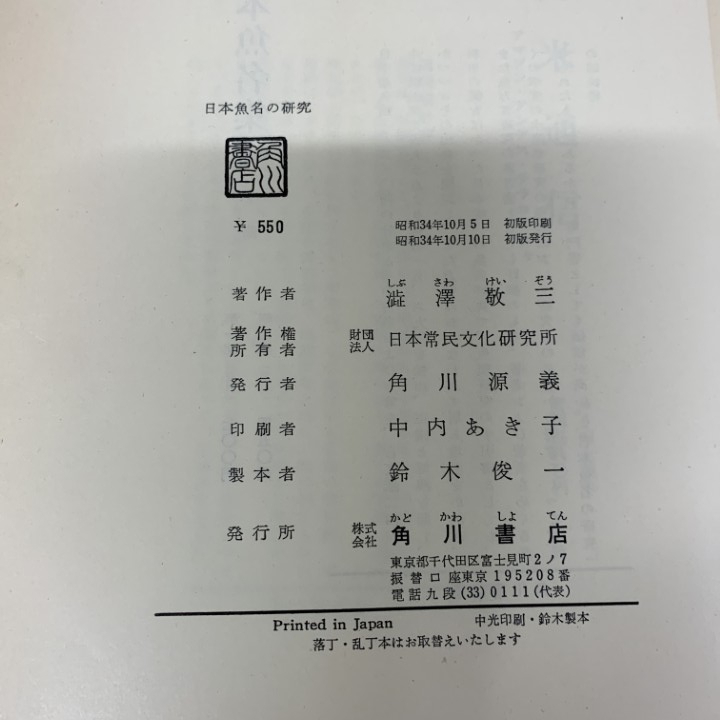 日本魚名の研究
角川書店
¥ 550
昭和34年10月5日 初版印刷
昭和34年10月10日 初版発行
しぶ さわ けい ぞう
著作者 澁澤敬三
著作権所有者 財団法人 日本常民文化研究所
発行者 角川源義
印刷者 中内あき子
製本者 鈴木俊一
かど かわ しょ てん
発行所 株式会社 角川書店
東京都千代田区富士見町2ノ7
振替口座東京195208番
電話九段(33)0111(代表)
Printed in Japan 中光印刷・鈴木製本
落丁・乱丁本はお取替えいたします